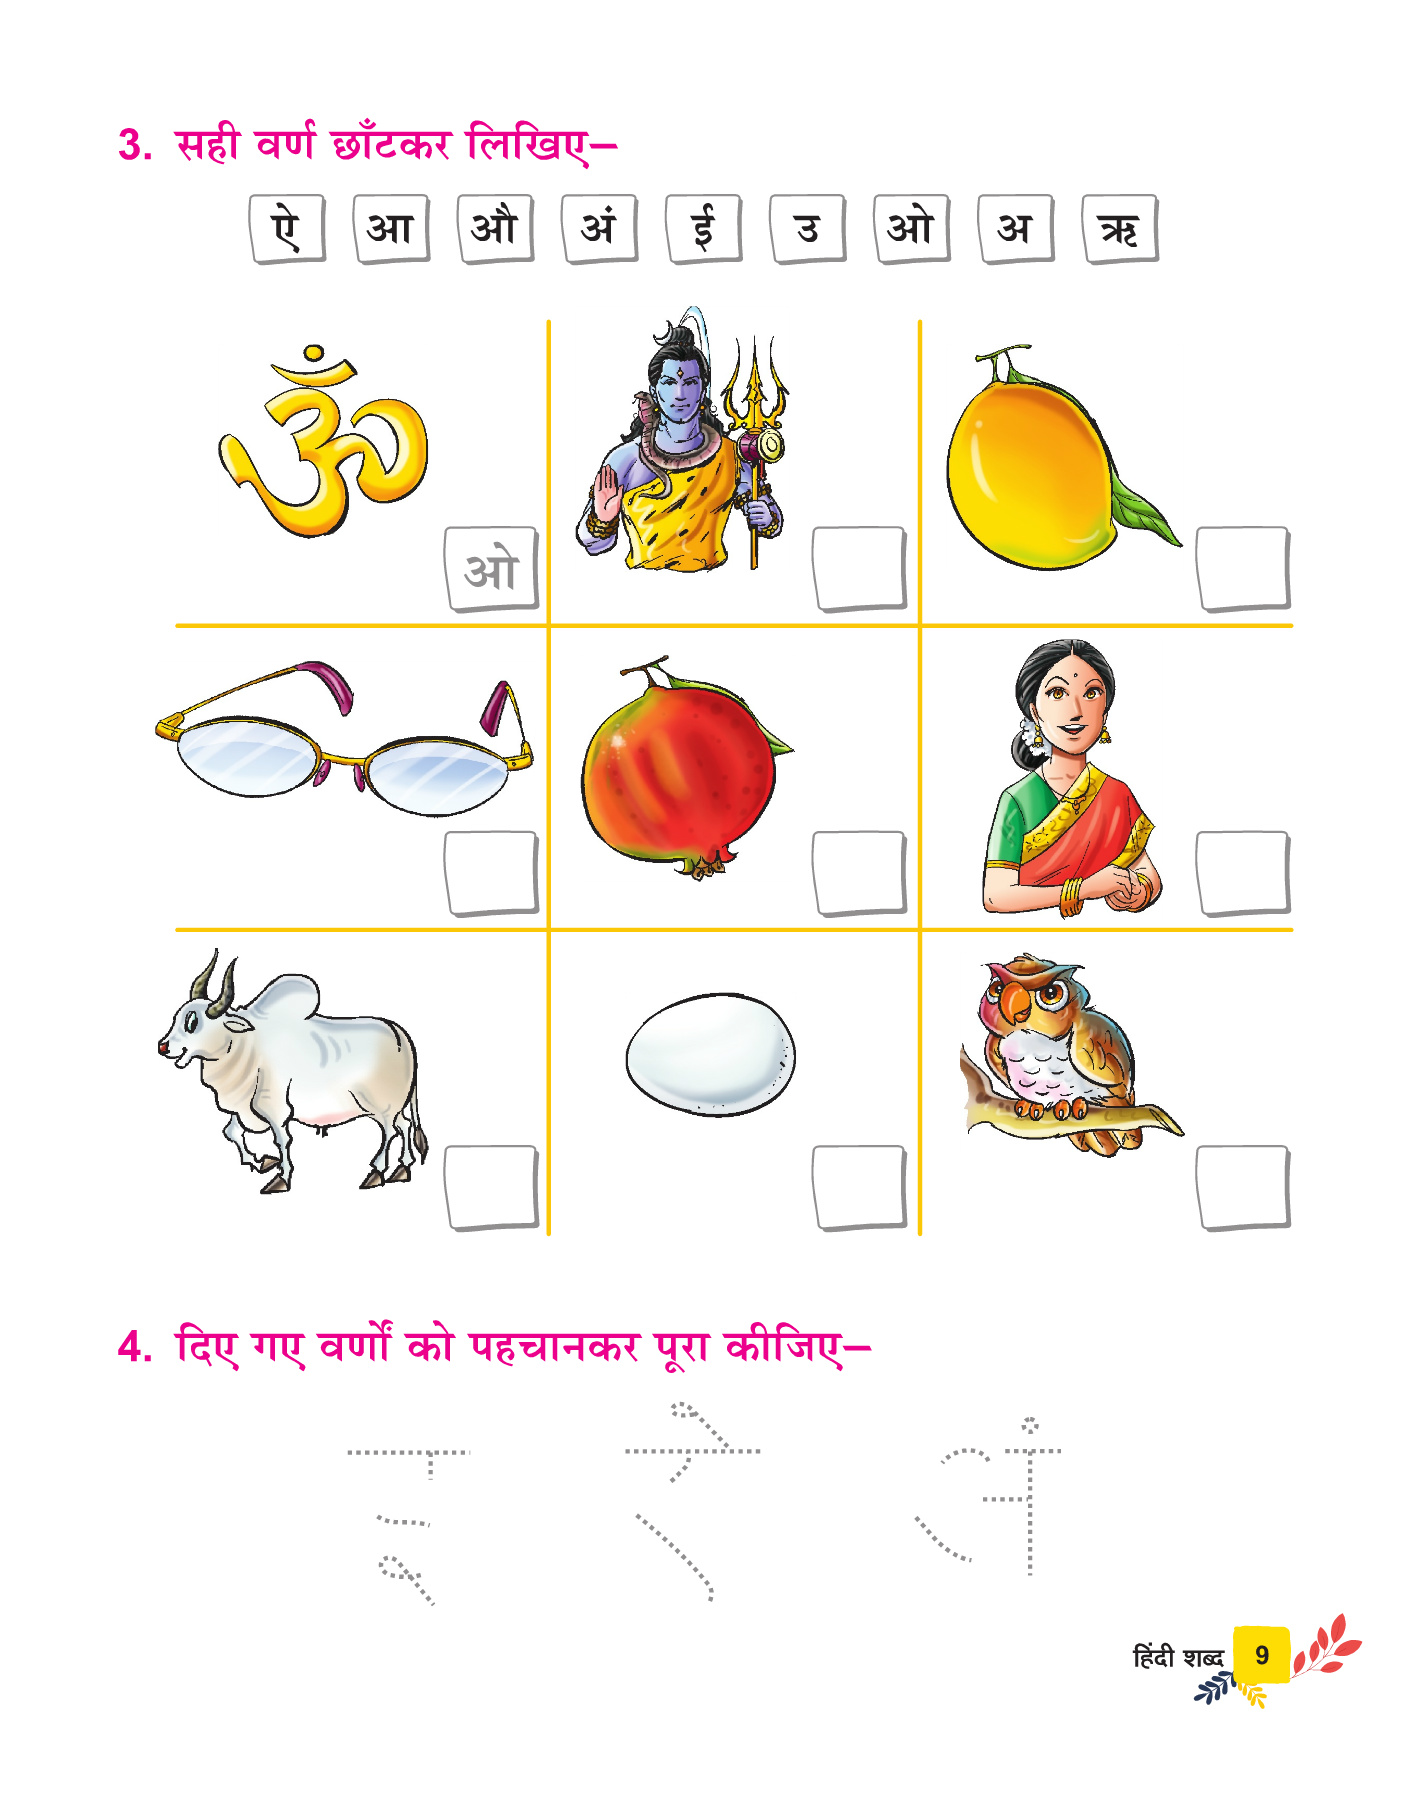 3. सही वर्ण छाँटकर लिखिए–
ऐ आ औ अं ई उ ओ अ ऋ
ओ
4. दिए गए वर्णों को पहचानकर पूरा कीजिए–
हिंदी शब्द 9